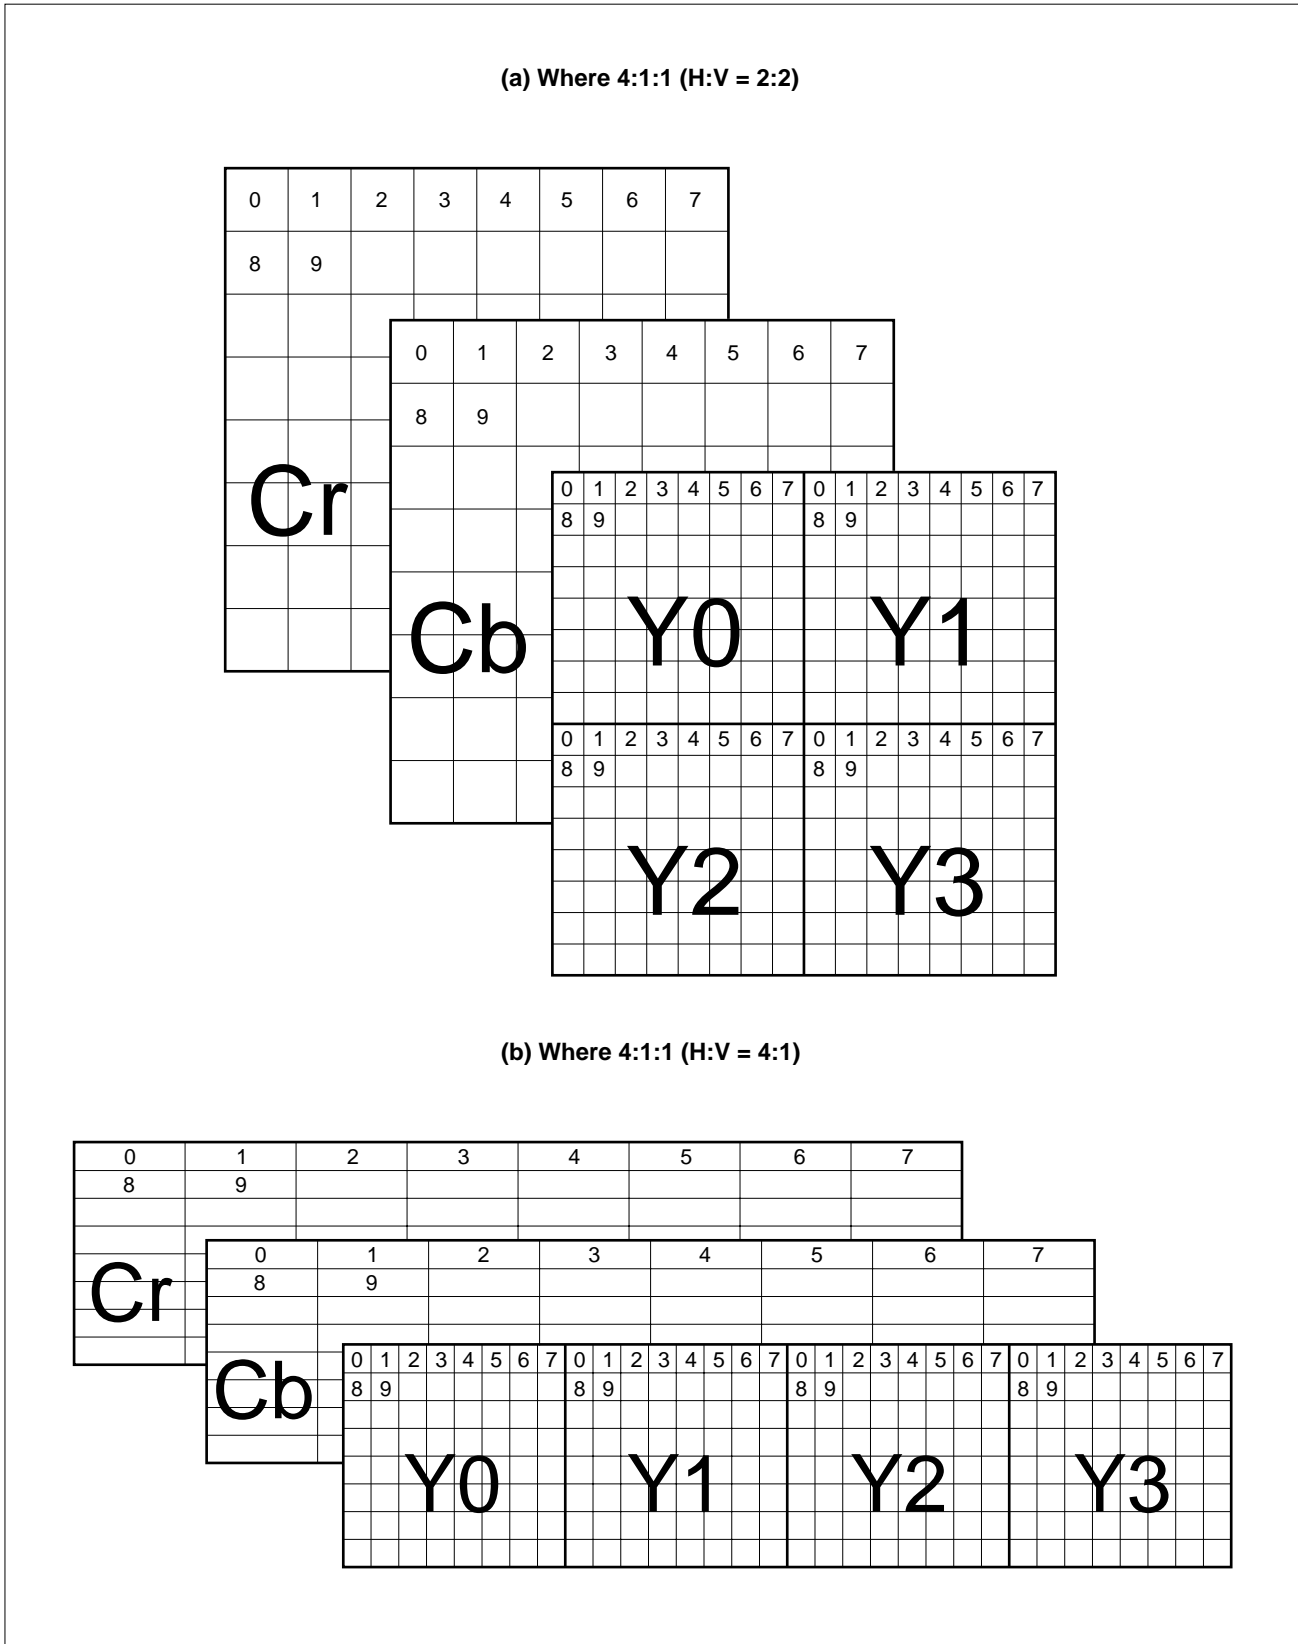 (a) Where 4:1:1 (H:V = 2:2)
0 1 2 3 4 5 6 7
8 9
Cr
0 1 2 3 4 5 6 7
8 9
Cb
0 1 2 3 4 5 6 7 0 1 2 3 4 5 6 7
8 9 8 9
Y0 Y1
0 1 2 3 4 5 6 7 0 1 2 3 4 5 6 7
8 9 8 9
Y2 Y3
(b) Where 4:1:1 (H:V = 4:1)
0 1 2 3 4 5 6 7
8 9
Cr
0 1 2 3 4 5 6 7
8 9
Cb
0 1 2 3 4 5 6 7 0 1 2 3 4 5 6 7 0 1 2 3 4 5 6 7 0 1 2 3 4 5 6 7
8 9 8 9 8 9 8 9
Y0 Y1 Y2 Y3